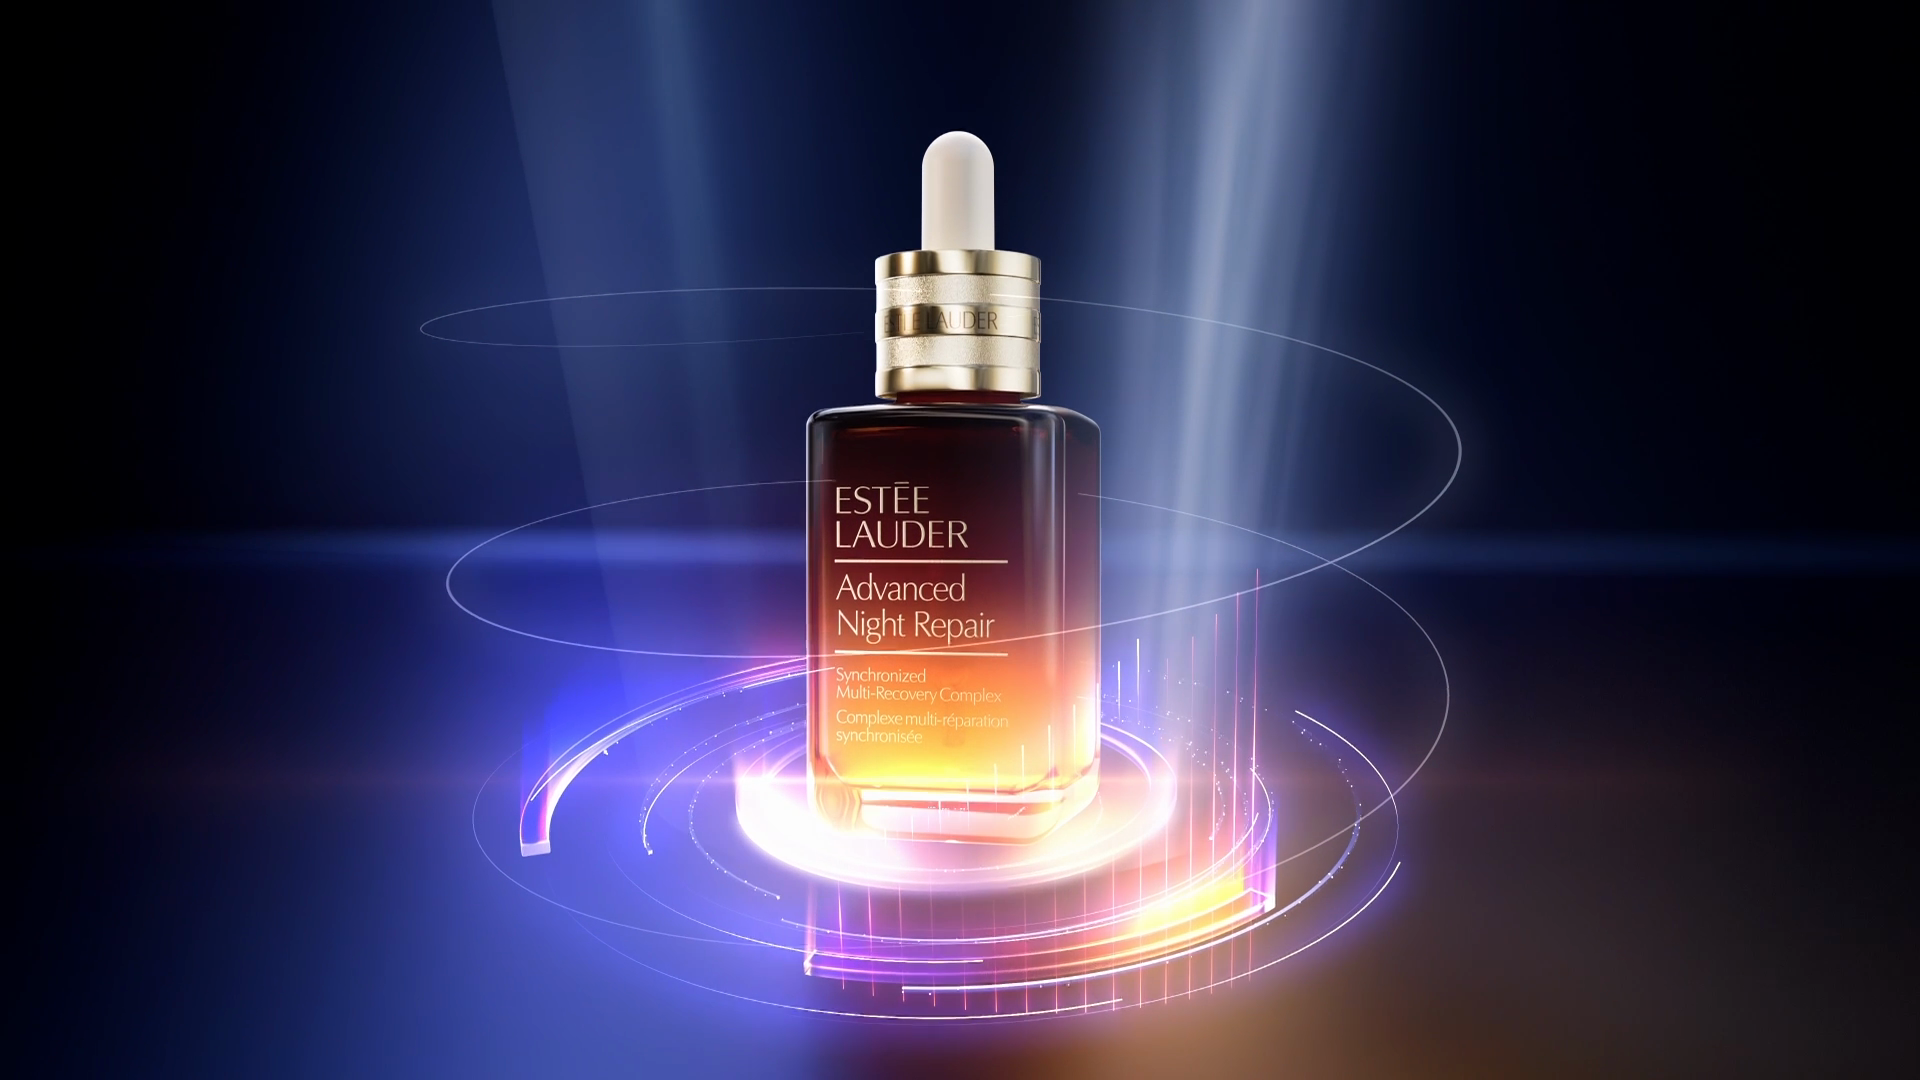 ESTĒE LAUDER
ESTĒE
LAUDER
Advanced
Night Repair
Synchronized
Multi-Recovery Complex
Complexe multi-réparation
synchronisée